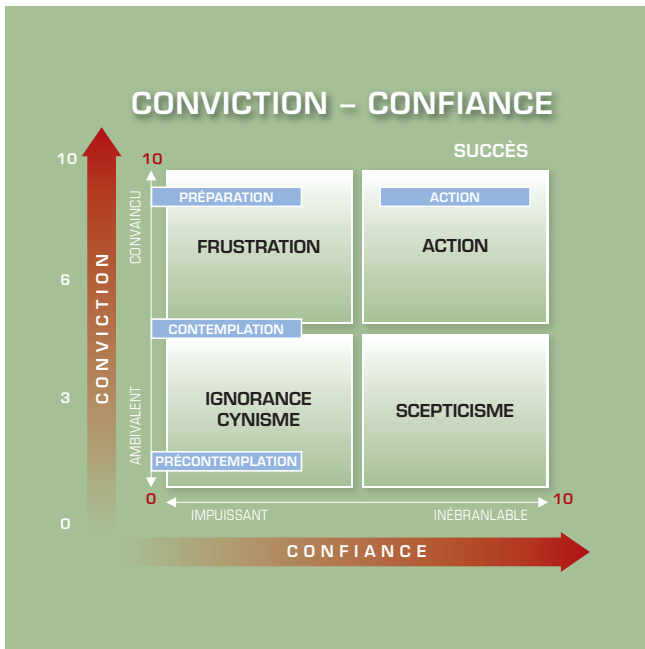 CONVICTION – CONFIANCE
SUCCÈS
10
10
PRÉPARATION
ACTION
CONVAINCU
FRUSTRATION
ACTION
6
CONVICTION
CONTEMPLATION
3
AMBIVALENT
IGNORANCE
CYNISME
SCEPTICISME
PRÉCONTEMPLATION
0
10
0
IMPUISSANT
INÉBRANLABLE
CONFIANCE